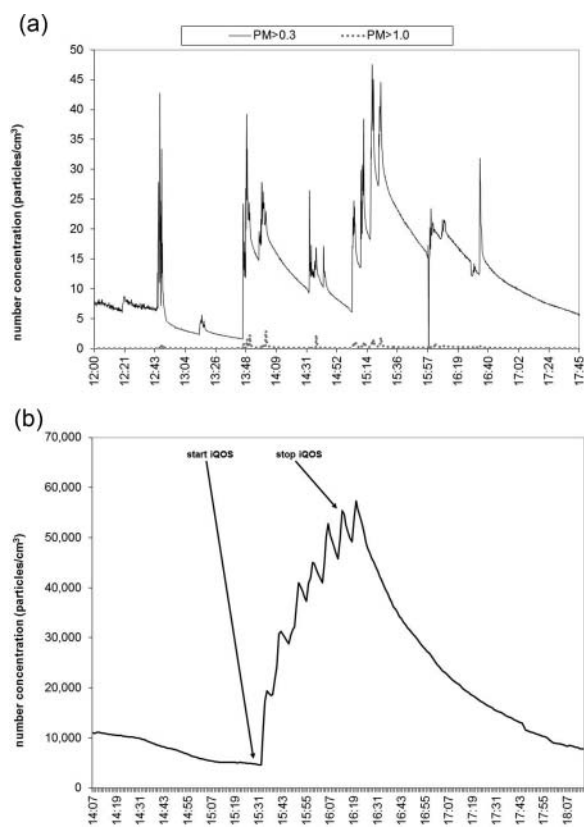 (a)
PM>0.3 PM>1.0
number concentration (particles/cm³)
50
45
40
35
30
25
20
15
10
5
0
12:00 12:21 12:43 13:04 13:26 13:48 14:09 14:31 14:52 15:14 15:36 15:57 16:19 16:40 17:02 17:24 17:45
(b)
number concentration (particles/cm³)
70,000
60,000
50,000
40,000
30,000
20,000
10,000
0
start iQOS stop iQOS
14:07 14:19 14:31 14:43 14:55 15:07 15:19 15:31 15:43 15:55 16:07 16:19 16:31 16:43 16:55 17:07 17:19 17:31 17:43 17:55 18:07